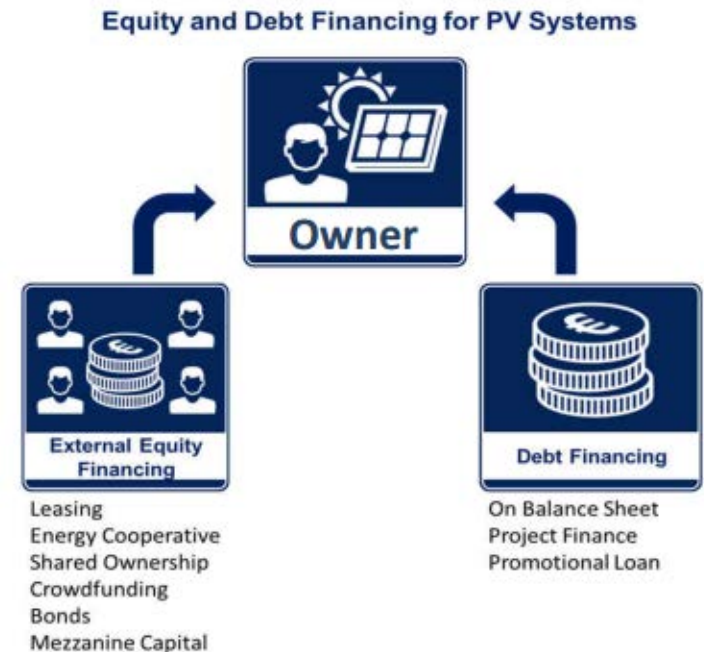 Equity and Debt Financing for PV Systems
Owner
External Equity
Financing
Leasing
Energy Cooperative
Shared Ownership
Crowdfunding
Bonds
Mezzanine Capital
Debt Financing
On Balance Sheet
Project Finance
Promotional Loan